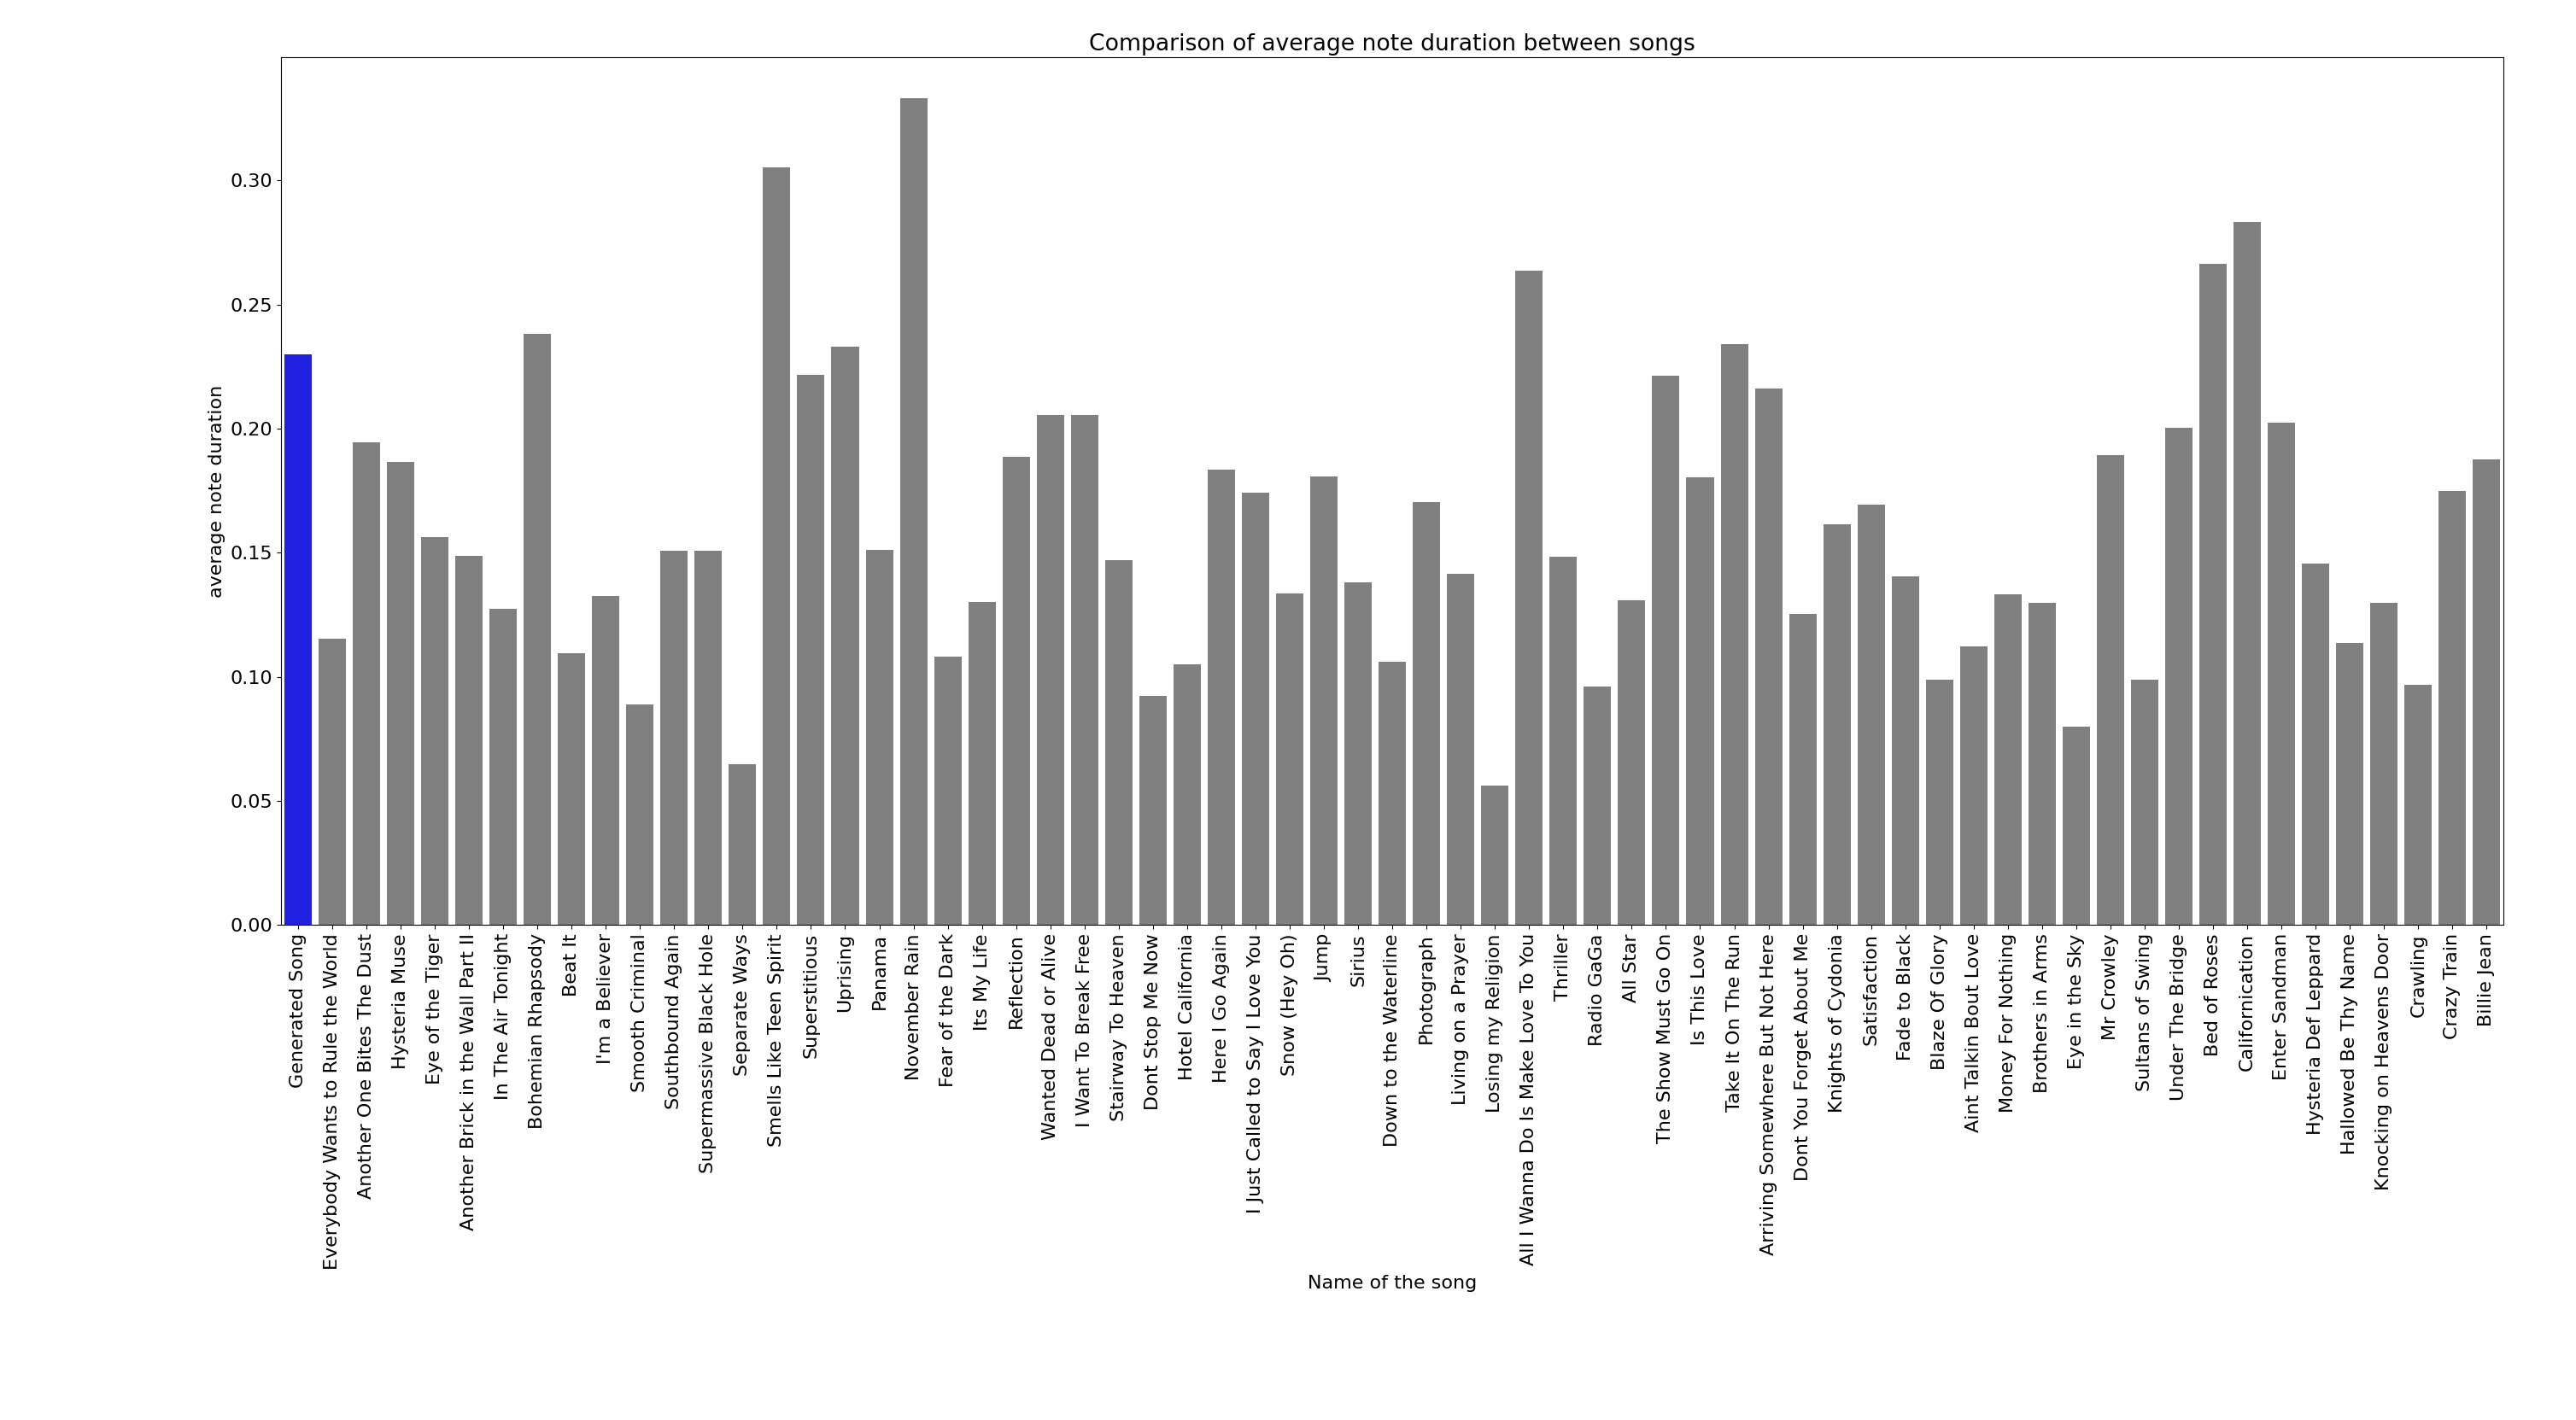 Comparison of average note duration between songs
average note duration
0.30
0.25
0.20
0.15
0.10
0.05
0.00
Generated Song
Everybody Wants to Rule the World
Another One Bites The Dust
Hysteria Muse
Eye of the Tiger
Another Brick in the Wall Part II
In The Air Tonight
Bohemian Rhapsody
Beat It
I'm a Believer
Smooth Criminal
Southbound Again
Supermassive Black Hole
Separate Ways
Smells Like Teen Spirit
Superstitious
Uprising
Panama
November Rain
Fear of the Dark
Its My Life
Reflection
Wanted Dead or Alive
I Want To Break Free
Stairway To Heaven
Dont Stop Me Now
Hotel California
Here I Go Again
I Just Called to Say I Love You
Snow (Hey Oh)
Jump
Sirius
Down to the Waterline
Photograph
Living on a Prayer
Losing my Religion
All I Wanna Do Is Make Love To You
Thriller
Radio GaGa
All Star
The Show Must Go On
Is This Love
Take It On The Run
Arriving Somewhere But Not Here
Dont You Forget About Me
Knights of Cydonia
Satisfaction
Fade to Black
Blaze Of Glory
Aint Talkin But Love
Money For Nothing
Brothers in Arms
Eye in the Sky
Mr Crowley
Sultans of Swing
Under The Bridge
Bed of Roses
Californication
Enter Sandman
Hysteria Def Leppard
Hallowed Be Thy Name
Knocking on Heavens Door
Crawling
Crazy Train
Billie Jean
Name of the song